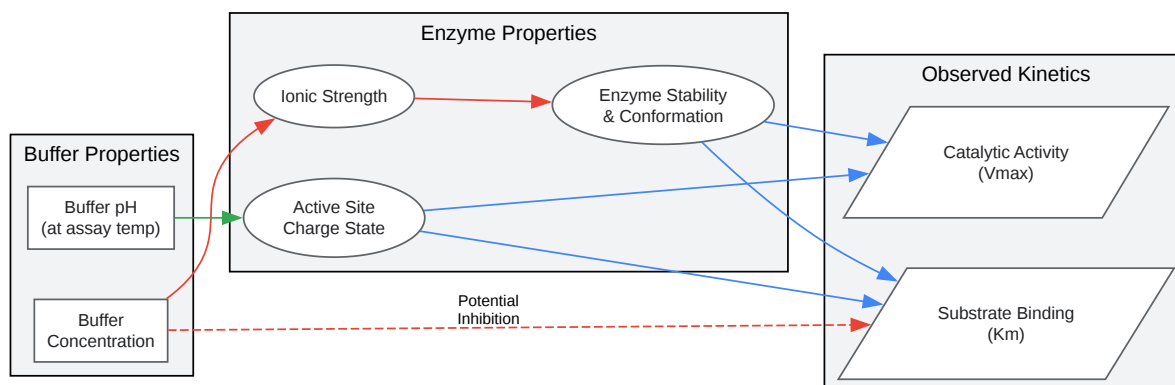 Buffer Properties
Buffer pH
(at assay temp)
Buffer
Concentration
Enzyme Properties
Ionic Strength
Enzyme Stability
& Conformation
Active Site
Charge State
Potential
Inhibition
Observed Kinetics
Catalytic Activity
(Vmax)
Substrate Binding
(Km)